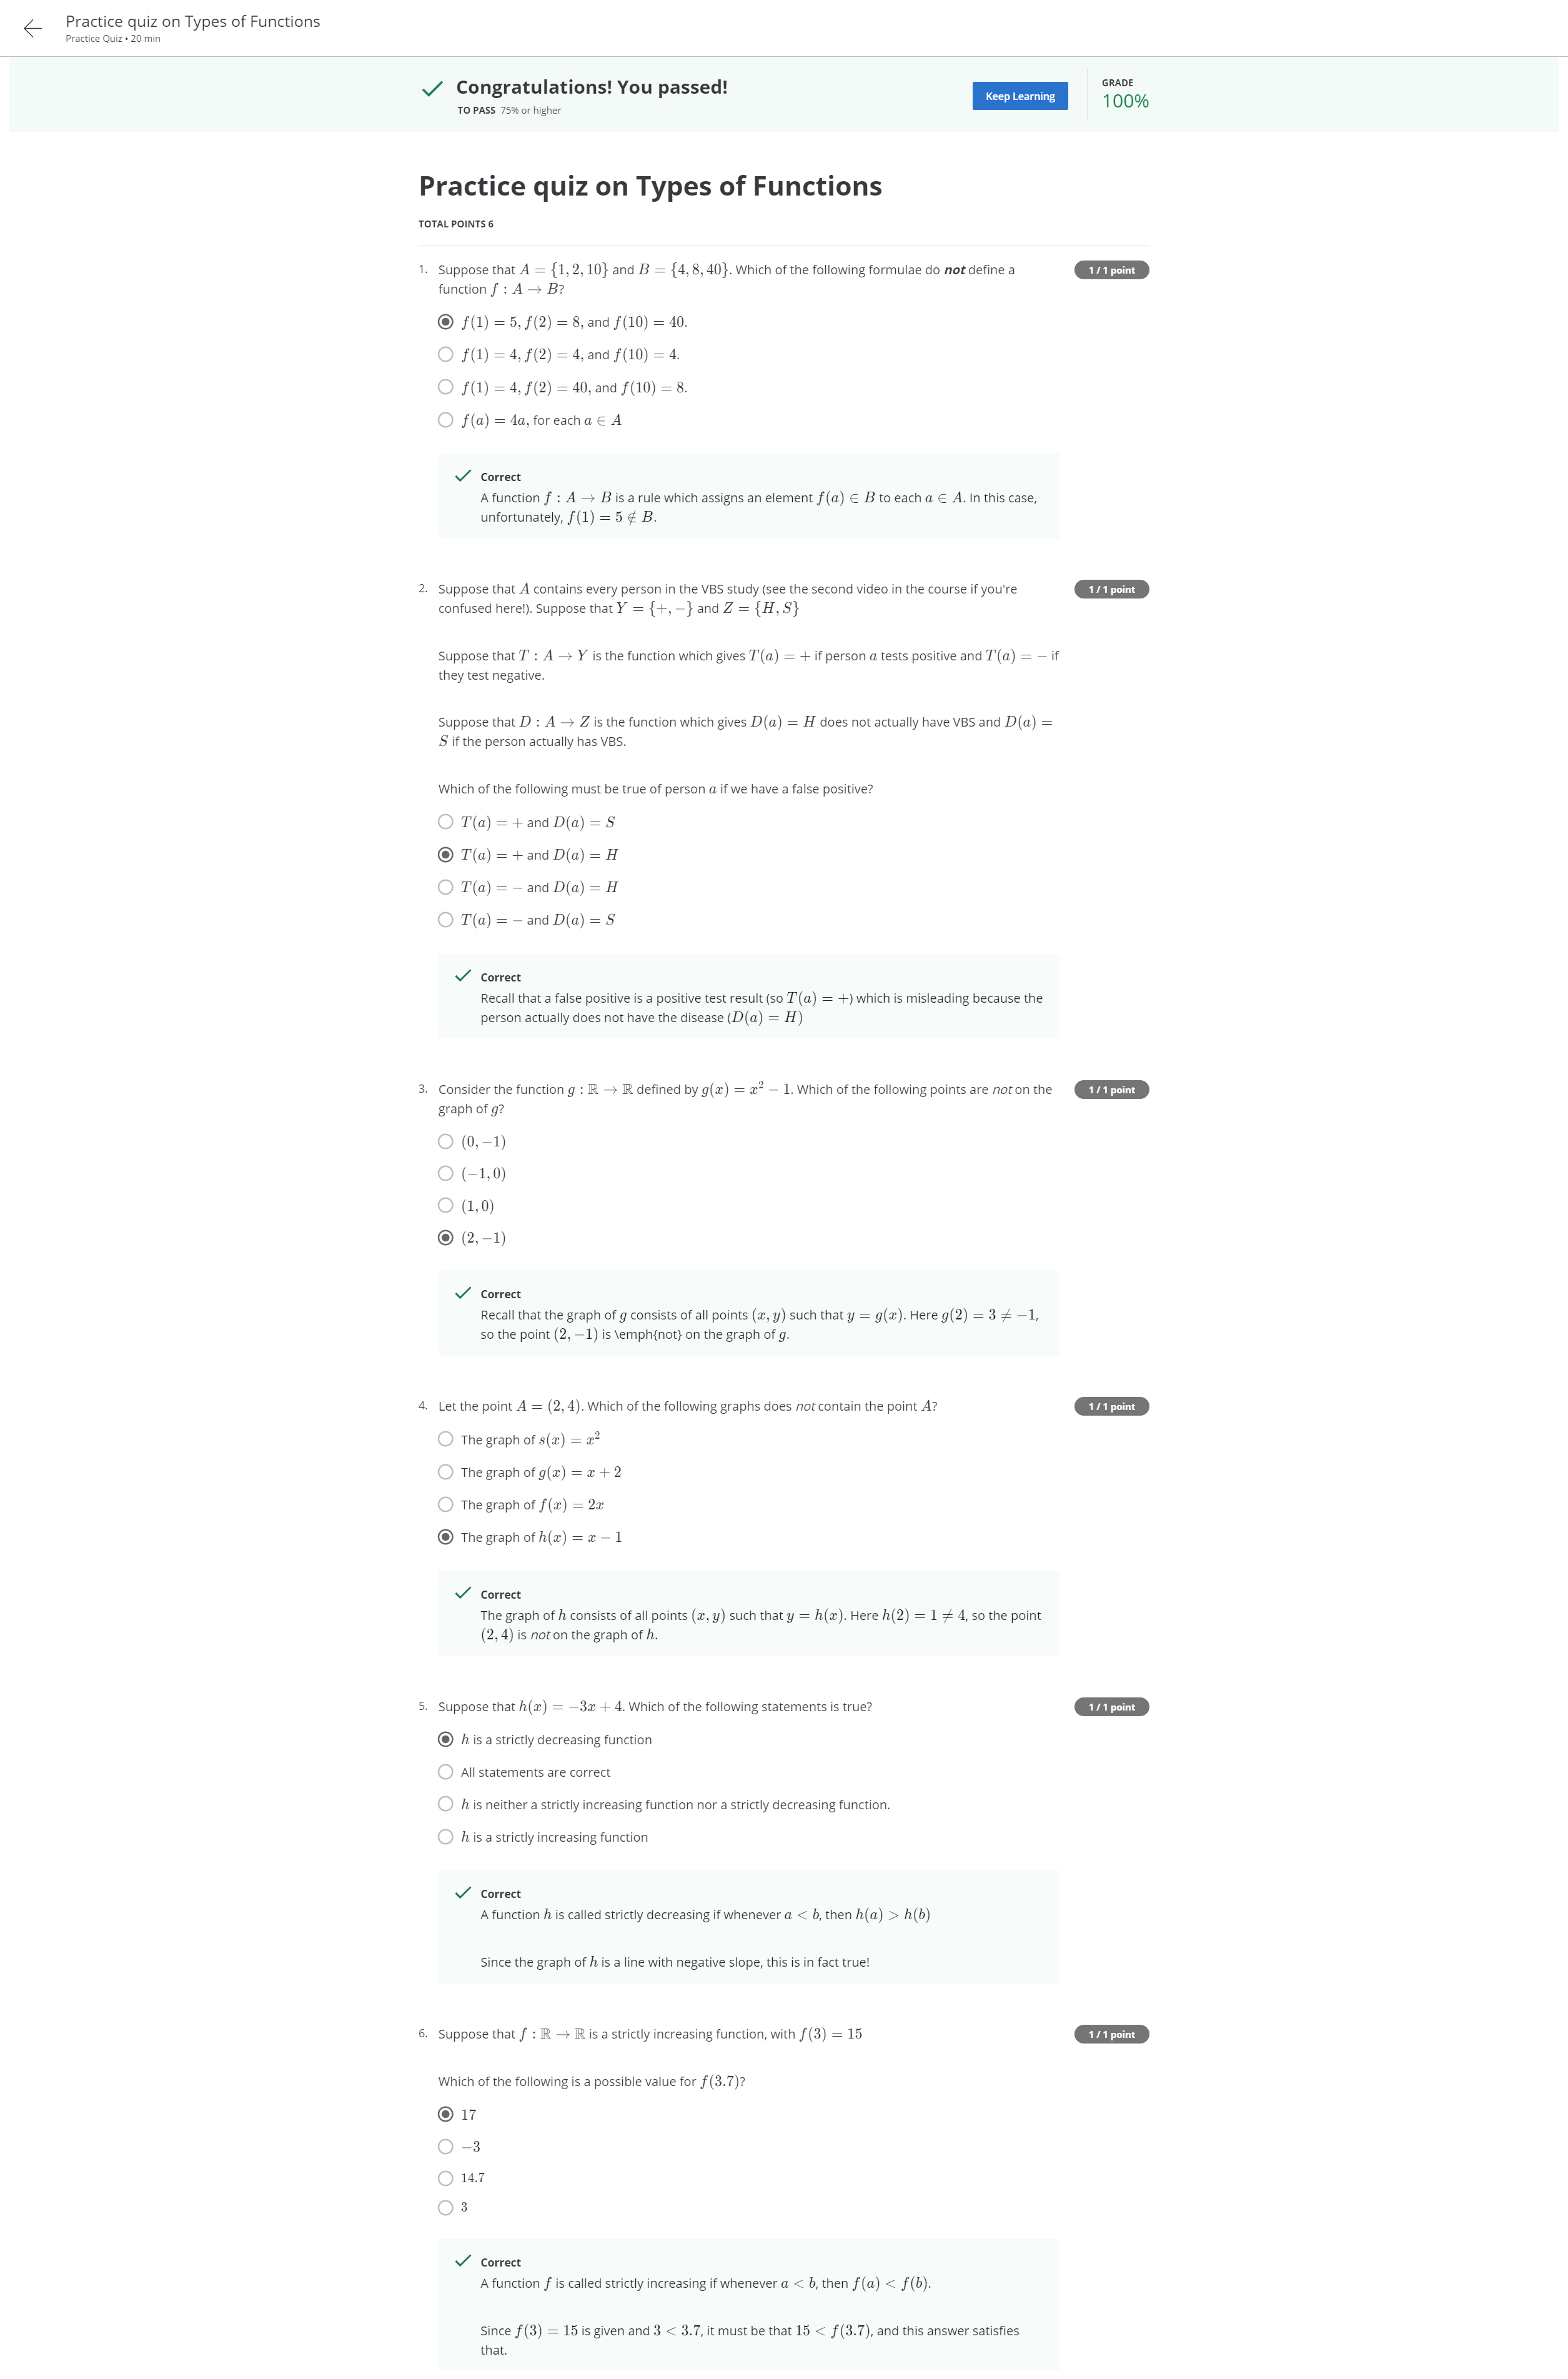 Practice quiz on Types of Functions
Practice Quiz • 20 min
Congratulations! You passed!
TO PASS 75% or higher
Keep Learning
GRADE
100%
Practice quiz on Types of Functions
TOTAL POINTS 6
1. Suppose that A = {1, 2, 10} and B = {4, 8, 40}. Which of the following formulae do not define a
function f : A → B?
1 / 1 point
f(1) = 5, f(2) = 8, and f(10) = 40.
f(1) = 4, f(2) = 4, and f(10) = 4.
f(1) = 4, f(2) = 40, and f(10) = 8.
f(a) = 4a, for each a ∈ A
Correct
A function f : A → B is a rule which assigns an element f(a) ∈ B to each a ∈ A. In this case,
unfortunately, f(1) = 5 ∉ B.
2. Suppose that A contains every person in the VBS study (see the second video in the course if you're
confused here!). Suppose that Y = {+, −} and Z = {H, S}
1 / 1 point
Suppose that T : A → Y is the function which gives T(a) = + if person a tests positive and T(a) = − if
they test negative.
Suppose that D : A → Z is the function which gives D(a) = H does not actually have VBS and D(a) =
S if the person actually has VBS.
Which of the following must be true of person a if we have a false positive?
T(a) = + and D(a) = S
T(a) = + and D(a) = H
T(a) = − and D(a) = H
T(a) = − and D(a) = S
Correct
Recall that a false positive is a positive test result (so T(a) = +) which is misleading because the
person actually does not have the disease (D(a) = H)
3. Consider the function g : ℝ → ℝ defined by g(x) = x² − 1. Which of the following points are not on the
graph of g?
1 / 1 point
(0, −1)
(−1, 0)
(1, 0)
(2, −1)
Correct
Recall that the graph of g consists of all points (x, y) such that y = g(x). Here g(2) = 3 ≠ −1,
so the point (2, −1) is \emph{not} on the graph of g.
4. Let the point A = (2, 4). Which of the following graphs does not contain the point A?
1 / 1 point
The graph of s(x) = x²
The graph of g(x) = x + 2
The graph of f(x) = 2x
The graph of h(x) = x − 1
Correct
The graph of h consists of all points (x, y) such that y = h(x). Here h(2) = 1 ≠ 4, so the point
(2, 4) is not on the graph of h.
5. Suppose that h(x) = −3x + 4. Which of the following statements is true?
1 / 1 point
h is a strictly decreasing function
All statements are correct
h is neither a strictly increasing function nor a strictly decreasing function.
h is a strictly increasing function
Correct
A function h is called strictly decreasing if whenever a < b, then h(a) > h(b)
Since the graph of h is a line with negative slope, this is in fact true!
6. Suppose that f : ℝ → ℝ is a strictly increasing function, with f(3) = 15
1 / 1 point
Which of the following is a possible value for f(3.7)?
17
−3
14.7
3
Correct
A function f is called strictly increasing if whenever a < b, then f(a) < f(b).
Since f(3) = 15 is given and 3 < 3.7, it must be that 15 < f(3.7), and this answer satisfies
that.